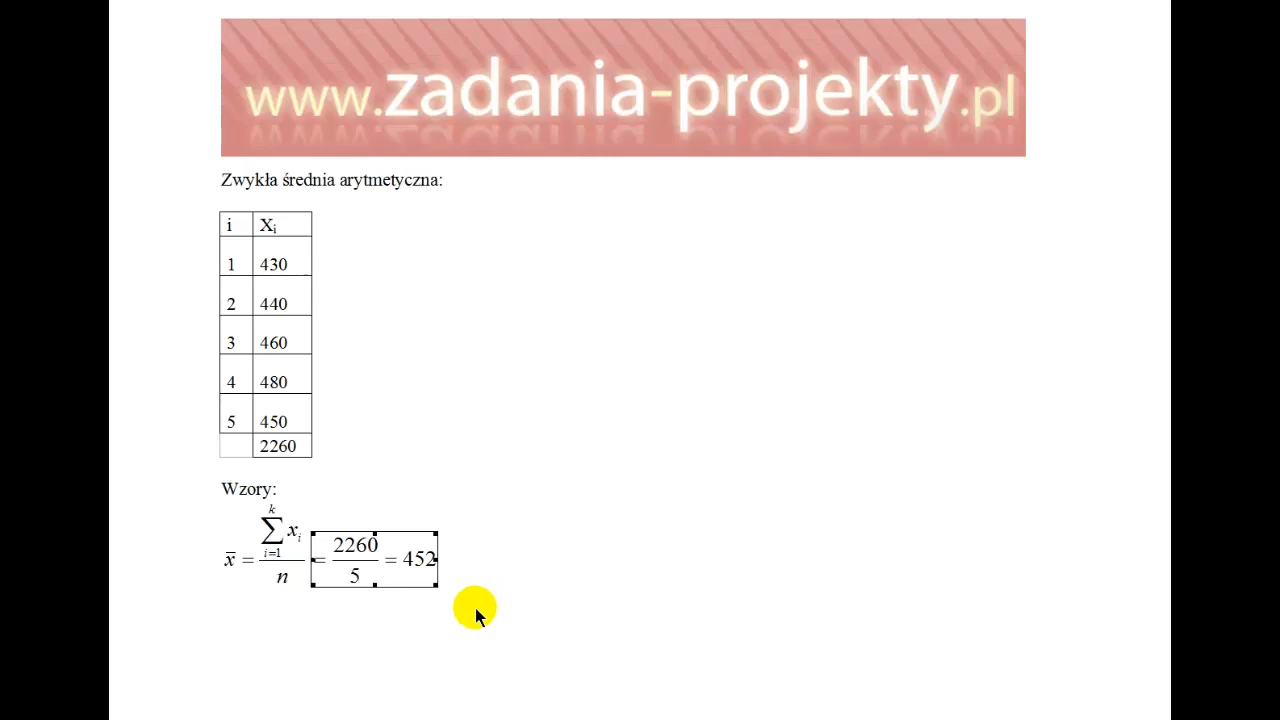 www.zadania-projekty.pl
Zwykła średnia arytmetyczna:
i Xi
1 430
2 440
3 460
4 480
5 450
2260
Wzory:
x̄ = ∑_{i=1}^{k} x_i / n = 2260 / 5 = 452